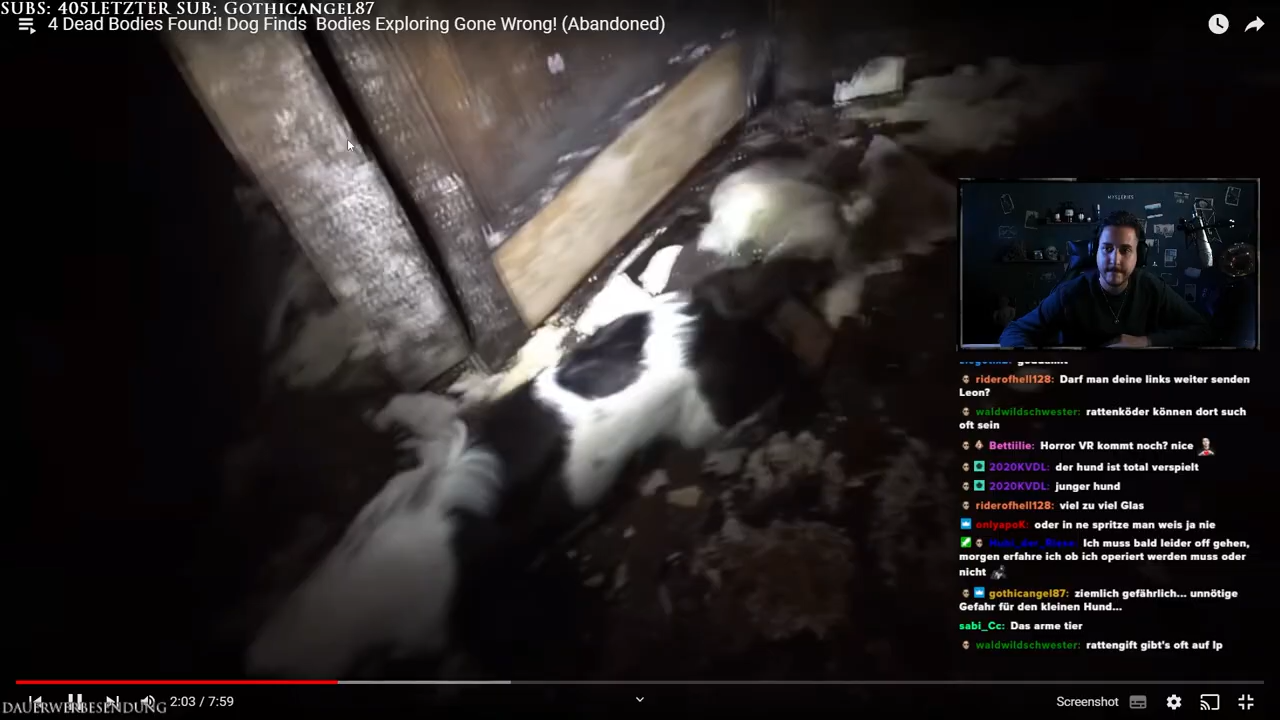 SUBS: 405LETZTER SUB: GOTHICANGEL87
4 Dead Bodies Found! Dog Finds  Bodies Exploring Gone Wrong! (Abandoned)
MYSTERIES
riderofhell128: Darf man deine links weiter senden
Leon?
waldwildschwester: rattenköder können dort such
oft sein
Bettiilie: Horror VR kommt noch? nice
2020KVDL: der hund ist total verspielt
2020KVDL: junger hund
riderofhell128: viel zu viel Glas
onlyapoK: oder in ne spritze man weis ja nie
Hubi_der_Riese: Ich muss bald leider off gehen,
morgen erfahre ich ob ich operiert werden muss oder
nicht
gothicangel87: ziemlich gefährlich... unnötige
Gefahr für den kleinen Hund...
sabi_Cc: Das arme tier
waldwildschwester: rattengift gibt's oft auf lp
2:03 / 7:59
Screenshot
DAUERWERBESENDUNG